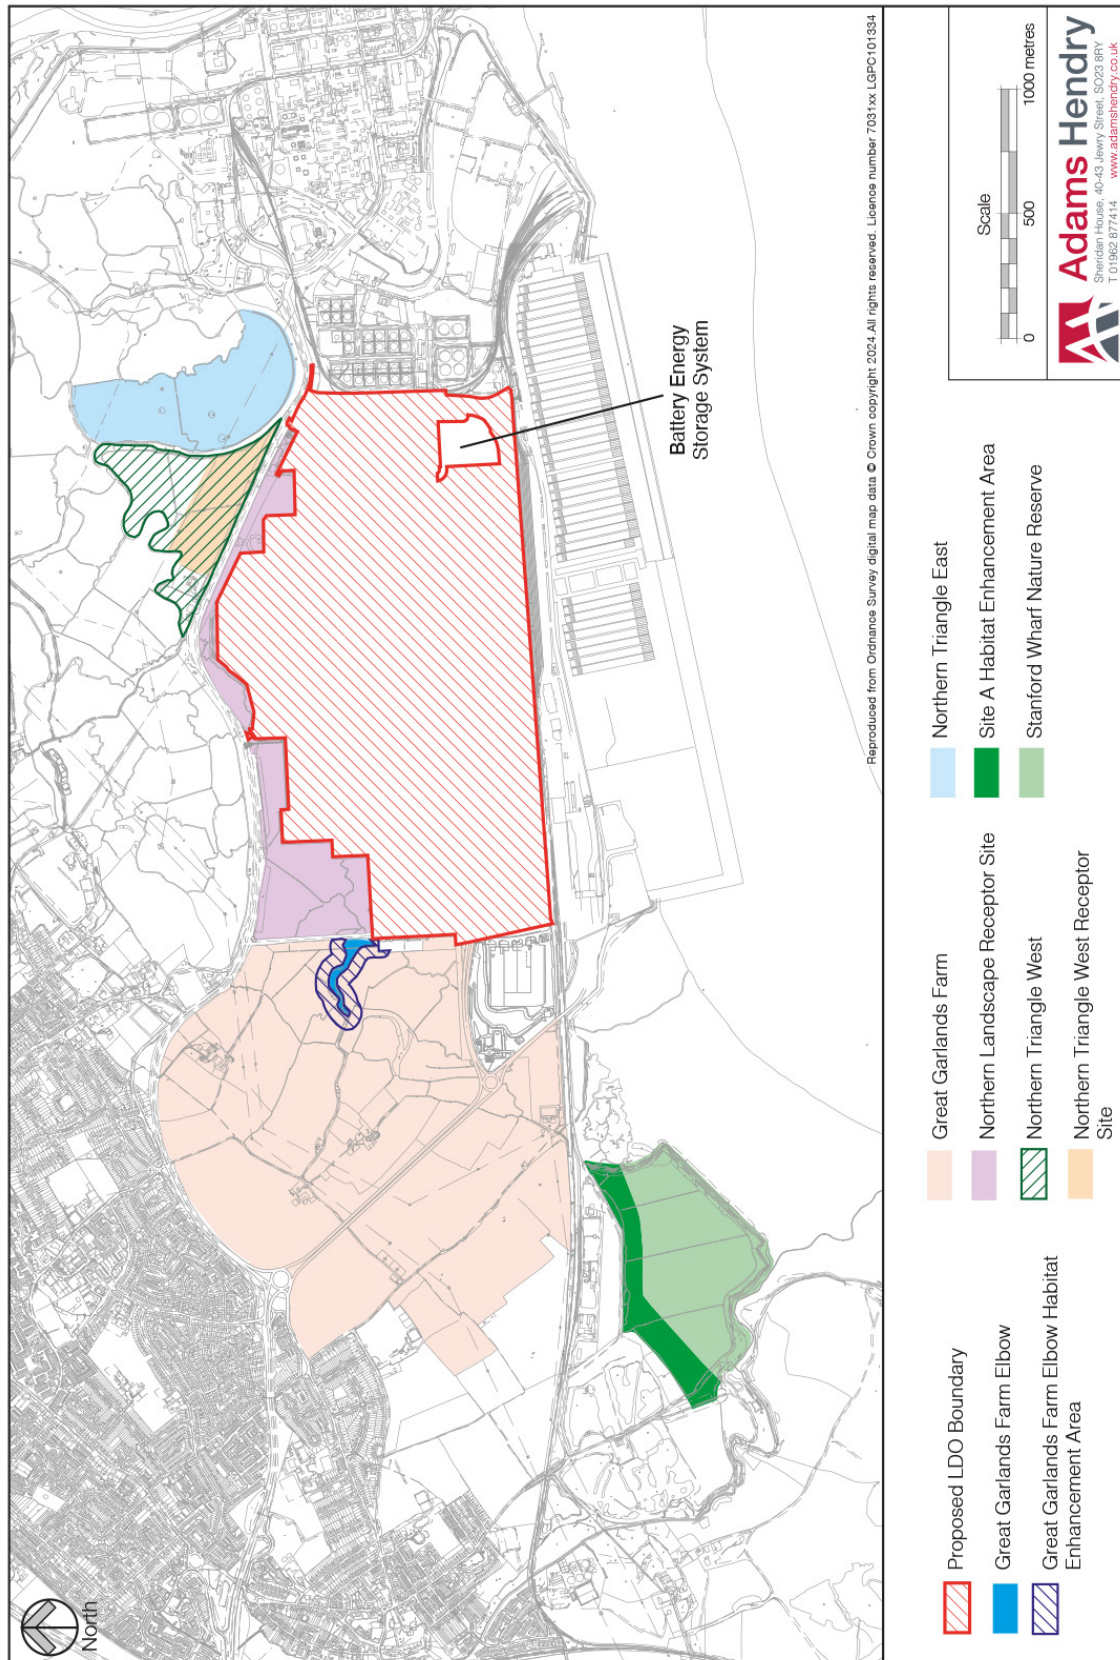 North
Battery Energy
Storage System
Reproduced from Ordnance Survey digital map data © Crown copyright 2024.All rights reserved. Licence number 7031xx LGPC101334
Proposed LDO Boundary
Great Garlands Farm Elbow
Great Garlands Farm Elbow Habitat
Enhancement Area
Great Garlands Farm
Northern Landscape Receptor Site
Northern Triangle West
Northern Triangle West Receptor
Site
Northern Triangle East
Site A Habitat Enhancement Area
Stanford Wharf Nature Reserve
Scale
0 500 1000 metres
Adams Hendry
Sheridan House, 40-43 Jewry Street, SO23 8RY
T 01962 877414 www.adamshendry.co.uk